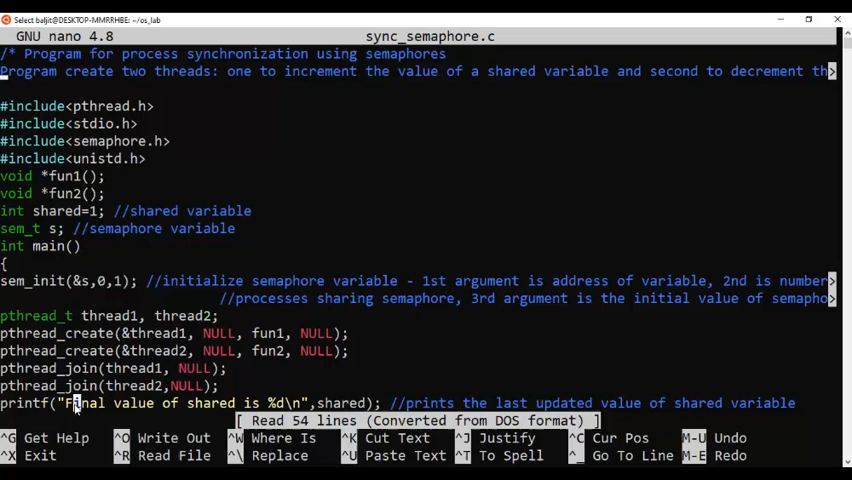 Select baljit@DESKTOP-MMRRHBE: ~/os_lab
GNU nano 4.8 sync_semaphore.c
/* Program for process synchronization using semaphores
Program create two threads: one to increment the value of a shared variable and second to decrement th>
#include<pthread.h>
#include<stdio.h>
#include<semaphore.h>
#include<unistd.h>
void *fun1();
void *fun2();
int shared=1; //shared variable
sem_t s; //semaphore variable
int main()
{
sem_init(&s,0,1); //initialize semaphore variable - 1st argument is address of variable, 2nd is number>
//processes sharing semaphore, 3rd argument is the initial value of semapho>
pthread_t thread1, thread2;
pthread_create(&thread1, NULL, fun1, NULL);
pthread_create(&thread2, NULL, fun2, NULL);
pthread_join(thread1, NULL);
pthread_join(thread2,NULL);
printf("Final value of shared is %d\n",shared); //prints the last updated value of shared variable
[ Read 54 lines (Converted from DOS format) ]
^G Get Help ^O Write Out ^W Where Is ^K Cut Text ^J Justify ^C Cur Pos M-U Undo
^X Exit ^R Read File ^\ Replace ^U Paste Text ^T To Spell ^_ Go To Line M-E Redo